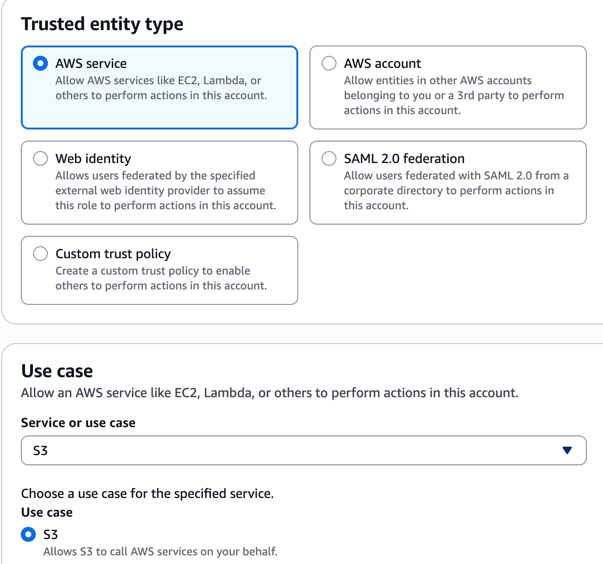 Trusted entity type
AWS service
Allow AWS services like EC2, Lambda, or
others to perform actions in this account.
AWS account
Allow entities in other AWS accounts
belonging to you or a 3rd party to perform
actions in this account.
Web identity
Allows users federated by the specified
external web identity provider to assume
this role to perform actions in this account.
SAML 2.0 federation
Allow users federated with SAML 2.0 from a
corporate directory to perform actions in
this account.
Custom trust policy
Create a custom trust policy to enable
others to perform actions in this account.
Use case
Allow an AWS service like EC2, Lambda, or others to perform actions in this account.
Service or use case
S3
Choose a use case for the specified service.
Use case
S3
Allows S3 to call AWS services on your behalf.